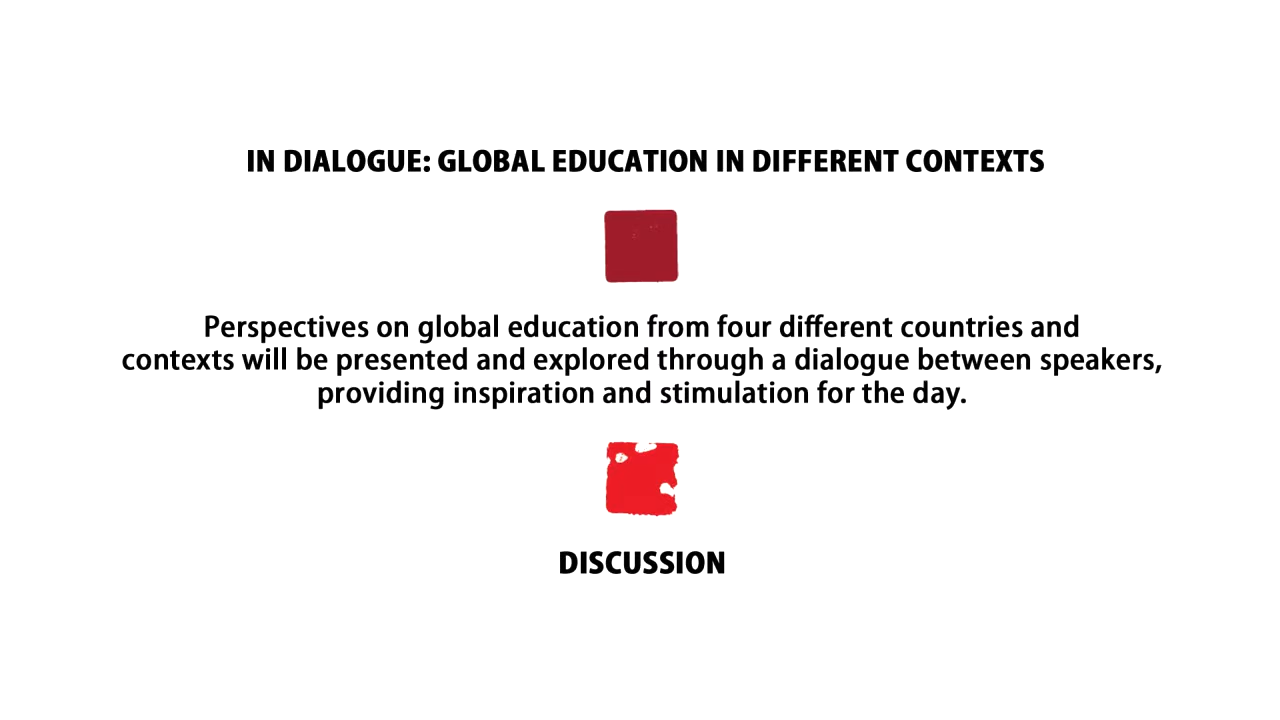 IN DIALOGUE: GLOBAL EDUCATION IN DIFFERENT CONTEXTS
Perspectives on global education from four different countries and
contexts will be presented and explored through a dialogue between speakers,
providing inspiration and stimulation for the day.
DISCUSSION